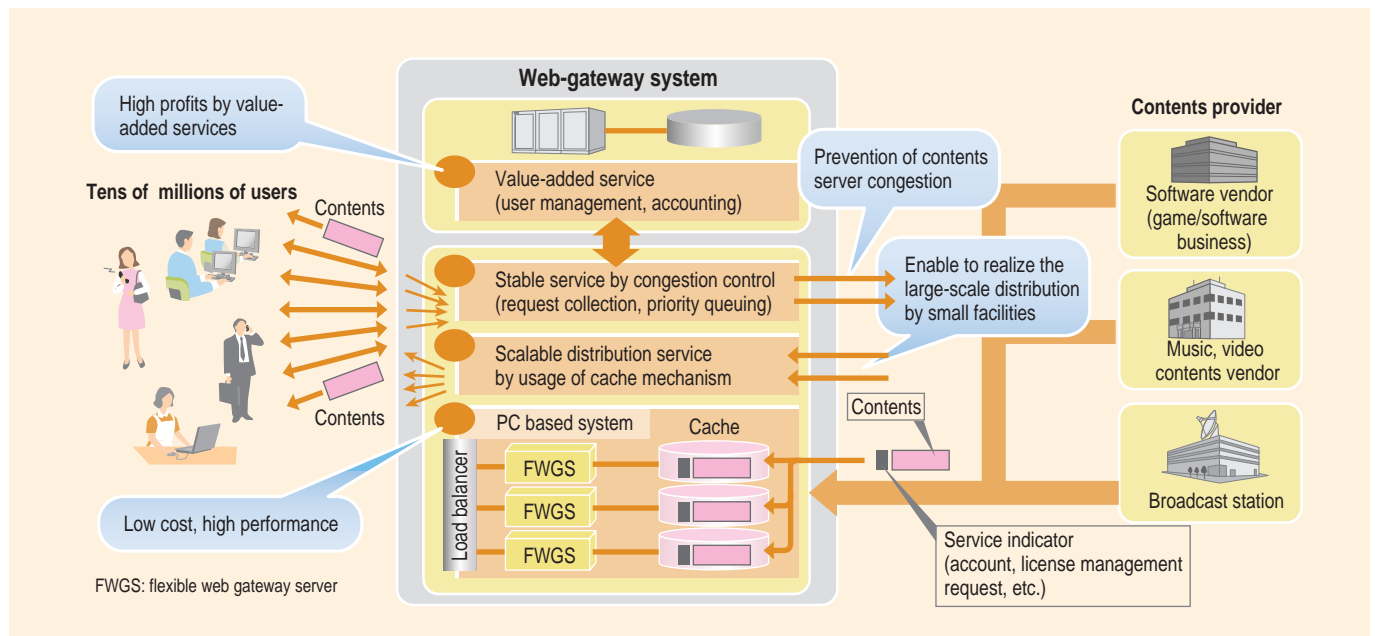 Web-gateway system
High profits by value-
added services
Value-added service
(user management, accounting)
Prevention of contents
server congestion
Contents provider
Software vendor
(game/software
business)
Tens of millions of users
Contents
Stable service by congestion control
(request collection, priority queuing)
Enable to realize the
large-scale distribution
by small facilities
Scalable distribution service
by usage of cache mechanism
Music, video
contents vendor
Contents
PC based system
Cache
Contents
Load balancer
FWGS
FWGS
FWGS
Broadcast station
Low cost, high performance
Service indicator
(account, license management
request, etc.)
FWGS: flexible web gateway server